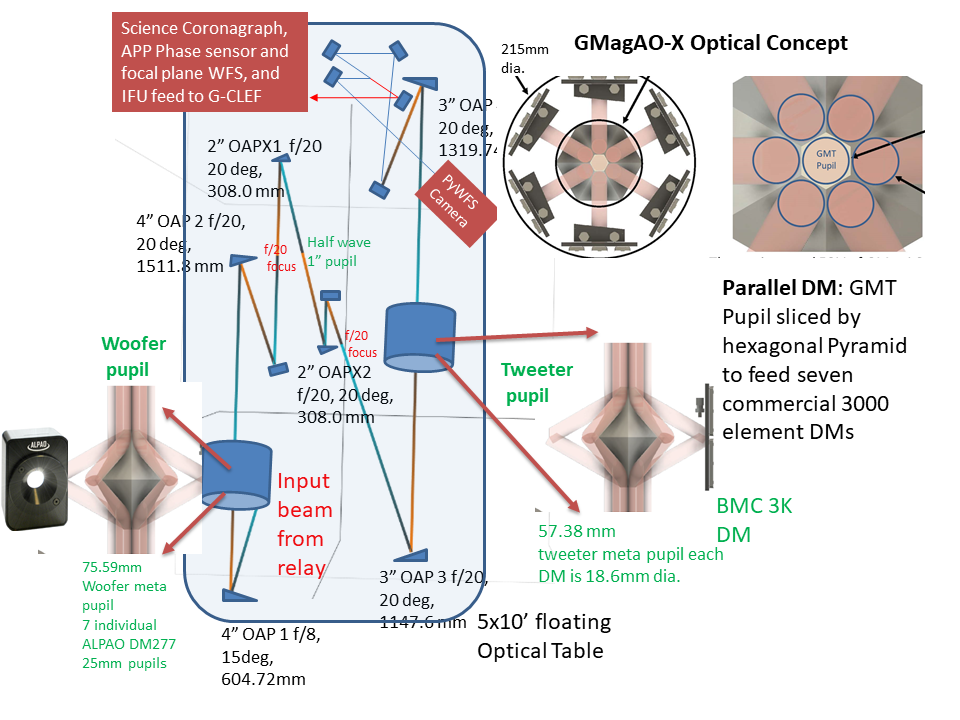 Science Coronagraph,
APP Phase sensor and
focal plane WFS, and
IFU feed to G-CLEF
GMagAO-X Optical Concept
215mm
dia.
3” OAP
20 deg,
1319.74
PyWFS
Camera
GMT
Pupil
2” OAPX1 f/20
20 deg,
308.0 mm
4” OAP 2 f/20,
20 deg,
1511.8 mm
f/20
focus
Half wave
1” pupil
f/20
focus
2” OAPX2
f/20, 20 deg,
308.0 mm
Parallel DM: GMT
Pupil sliced by
hexagonal Pyramid
to feed seven
commercial 3000
element DMs
Woofer
pupil
Tweeter
pupil
ALPAO
Input
beam
from
relay
BMC 3K
DM
57.38 mm
tweeter meta pupil each
DM is 18.6mm dia.
75.59mm
Woofer meta
pupil
7 individual
ALPAO DM277
25mm pupils
3” OAP 3 f/20,
20 deg,
1147.6 mm
4” OAP 1 f/8,
15deg,
604.72mm
5x10’ floating
Optical Table